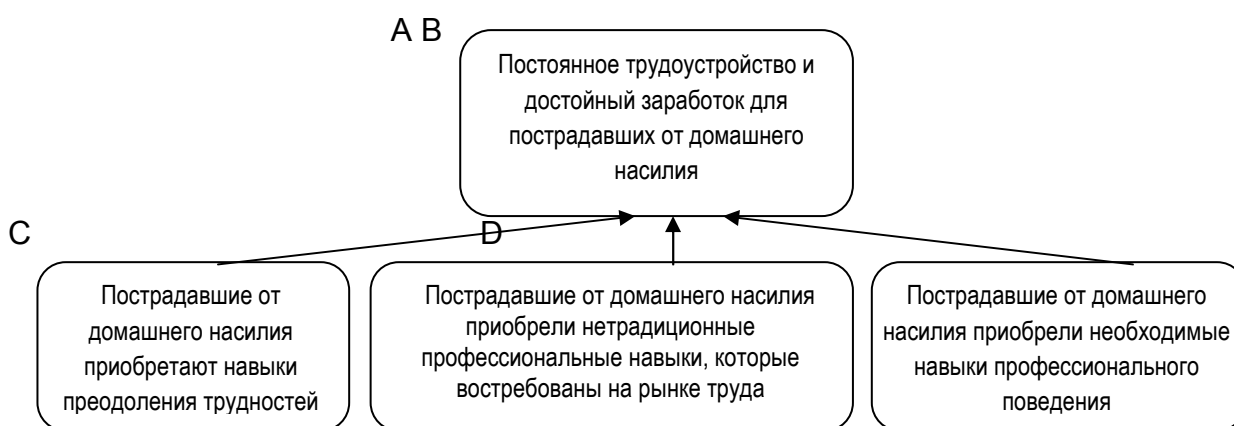 A B
Постоянное трудоустройство и
достойный заработок для
пострадавших от домашнего
насилия
C
D
Пострадавшие от
домашнего насилия
приобретают навыки
преодоления трудностей
Пострадавшие от домашнего насилия
приобрели нетрадиционные
профессиональные навыки, которые
востребованы на рынке труда
Пострадавшие от домашнего
насилия приобрели необходимые
навыки профессионального
поведения